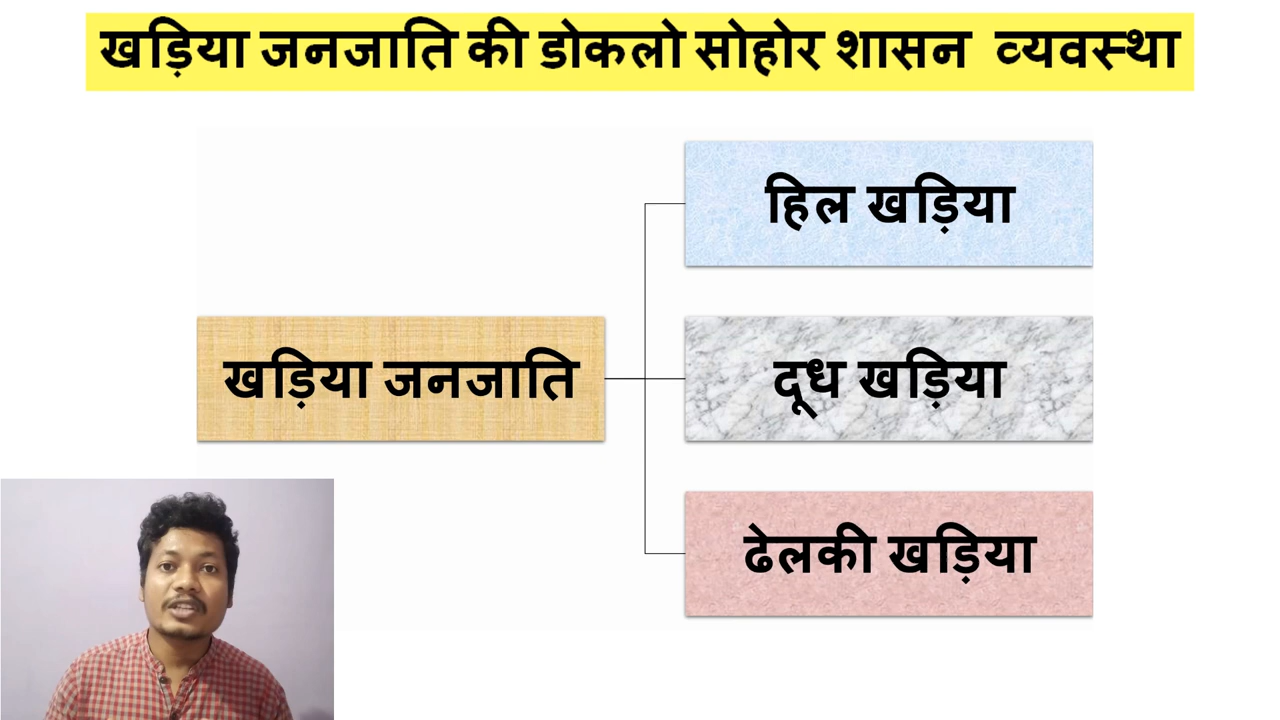 खड़िया जनजाति की डोकलो सोहोर शासन व्यवस्था
हिल खड़िया
खड़िया जनजाति
दूध खड़िया
ढेलकी खड़िया